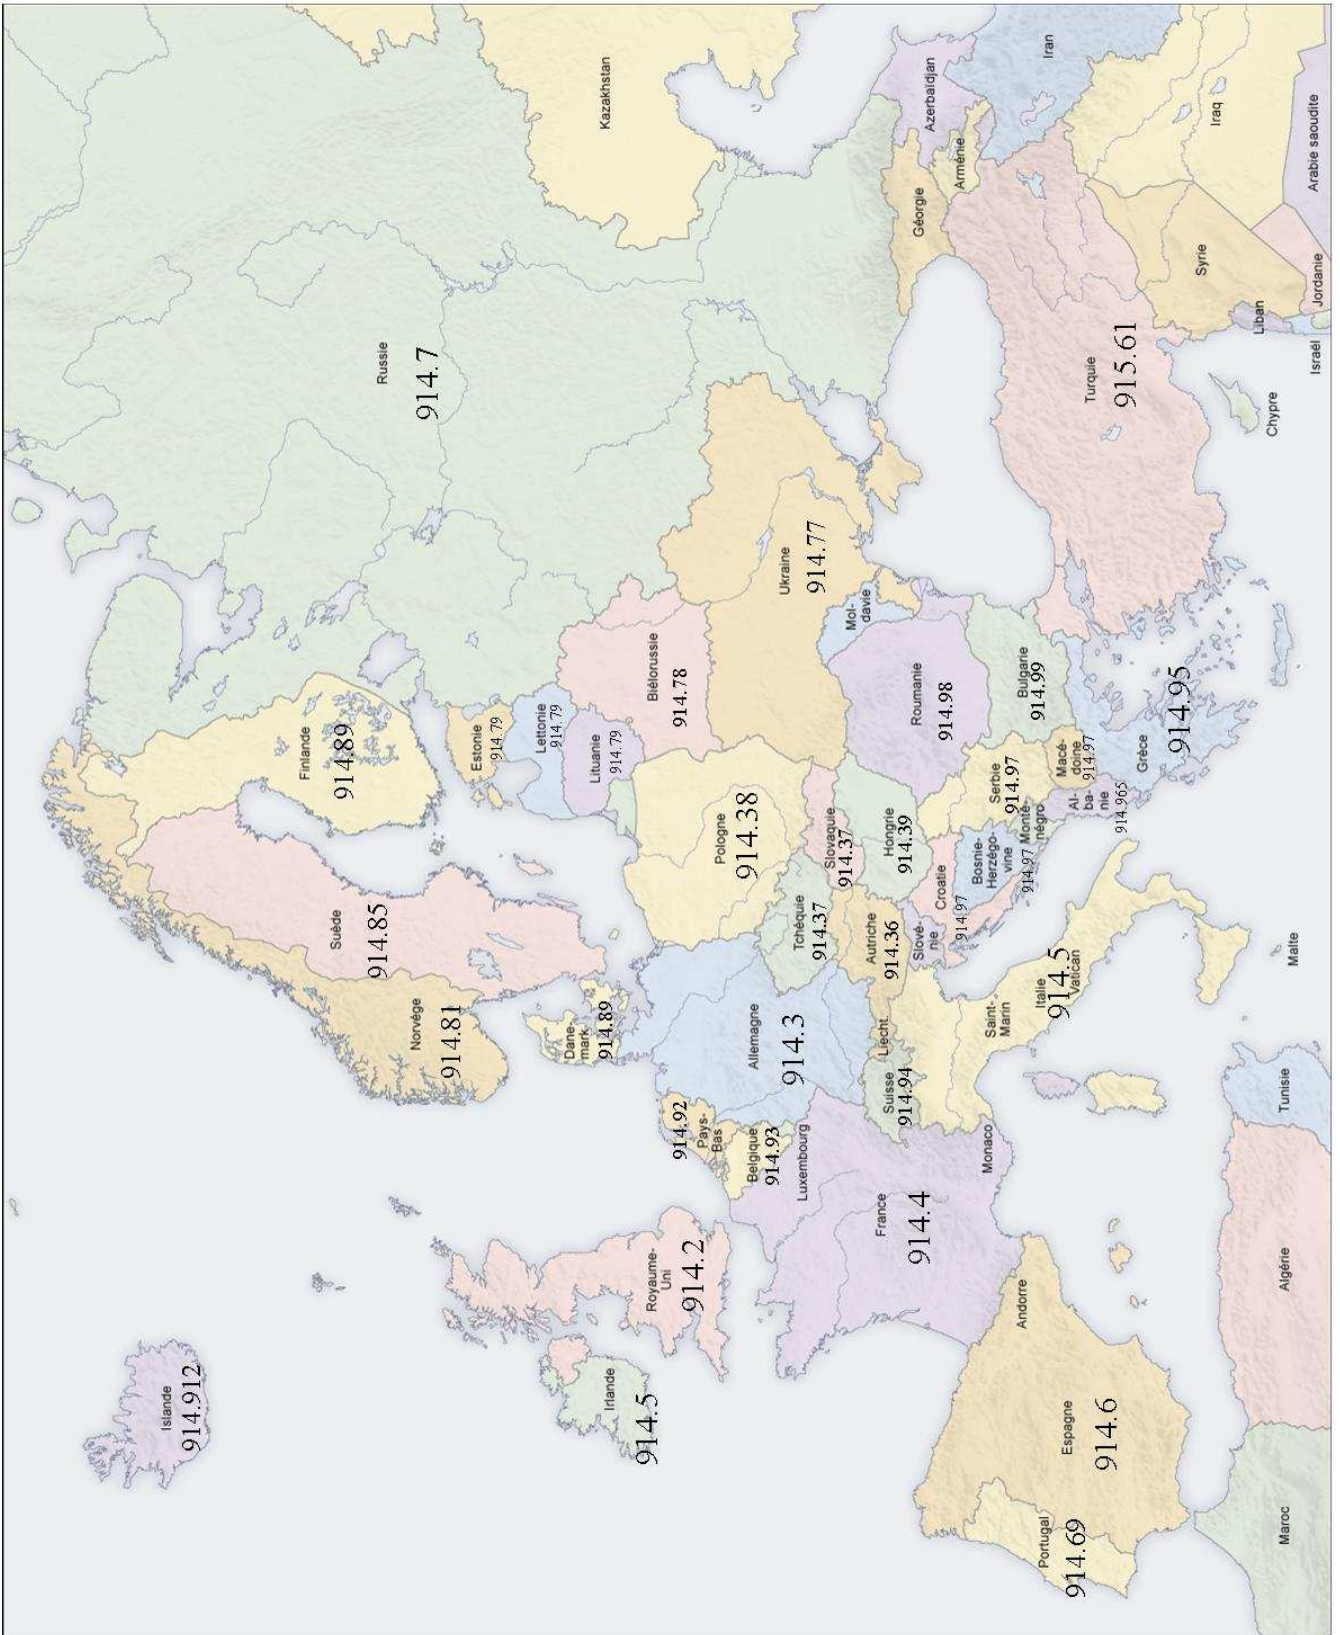 Islande
914.912
Norvège
914.81
Suède
914.85
Finlande
914.89
Russie
914.7
Estonie
914.79
Lettonie
914.79
Lituanie
914.79
Biélorussie
914.78
Kazakhstan
Irlande
914.5
Royaume-
Uni
914.2
Dane-
mark
914.89
914.92
Pays-
Bas
Belgique
914.93
Luxembourg
Allemagne
914.3
Pologne
914.38
Tchéquie
914.37
Slovaquie
914.37
Ukraine
914.77
Mol-
davie
France
914.4
Suisse
914.94
Liecht.
Autriche
914.36
Hongrie
914.39
Roumanie
914.98
Slové-
nie
Croatie
914.97
Bosnie-
Herzégo-
vine
914.97
Serbie
914.97
Monté-
négro
Bulgarie
914.99
Macé-
doine
914.97
Al-
ba-
nie
914.965
Grèce
914.95
Monaco
Saint-
Marin
Italie
914.5
Vatican
Andorre
Espagne
914.6
Portugal
914.69
Géorgie
Arménie
Azerbaïdjan
Iran
Turquie
915.61
Syrie
Iraq
Liban
Chypre
Israël
Jordanie
Arabie saoudite
Malte
Tunisie
Algérie
Maroc